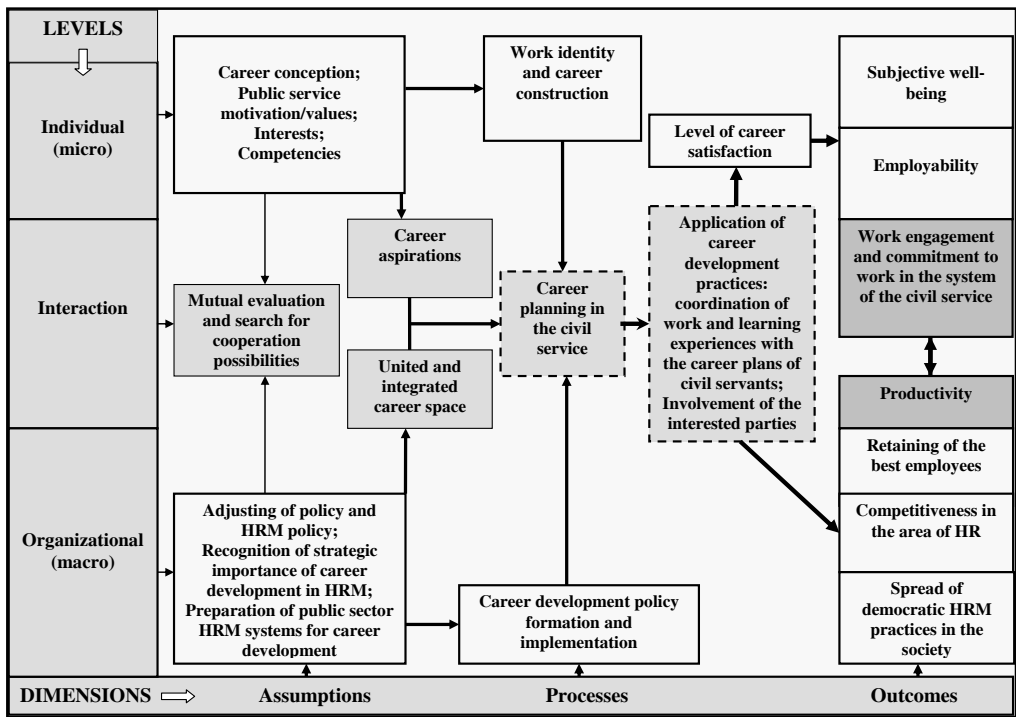 LEVELS
Individual
(micro)
Interaction
Organizational
(macro)
Career conception;
Public service
motivation/values;
Interests;
Competencies
Work identity
and career
construction
Level of career
satisfaction
Subjective well-
being
Employability
Career
aspirations
Mutual evaluation
and search for
cooperation
possibilities
United and
integrated
career space
Career
planning in
the civil
service
Application of
career
development
practices:
coordination of
work and learning
experiences with
the career plans of
civil servants;
Involvement of the
interested parties
Work engagement
and commitment to
work in the system
of the civil service
Productivity
Retaining of the
best employees
Competitiveness in
the area of HR
Spread of
democratic HRM
practices in the
society
Adjusting of policy and
HRM policy;
Recognition of strategic
importance of career
development in HRM;
Preparation of public sector
HRM systems for career
development
Career development policy
formation and
implementation
DIMENSIONS
Assumptions
Processes
Outcomes